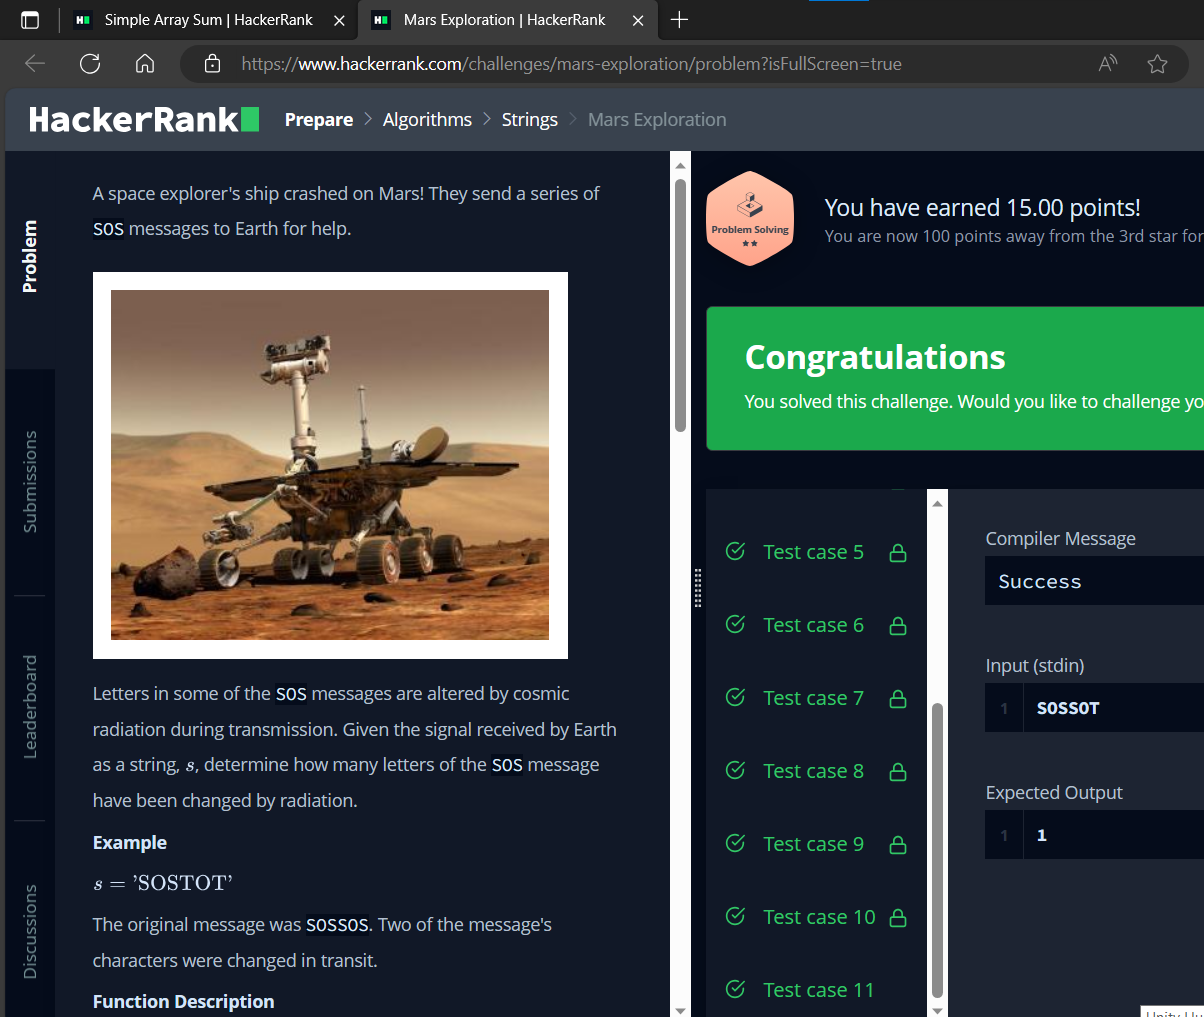 Simple Array Sum | HackerRank
Mars Exploration | HackerRank
https://www.hackerrank.com/challenges/mars-exploration/problem?isFullScreen=true
HackerRank
Prepare > Algorithms > Strings > Mars Exploration
Problem
Submissions
Leaderboard
Discussions
A space explorer's ship crashed on Mars! They send a series of
SOS messages to Earth for help.
Letters in some of the SOS messages are altered by cosmic
radiation during transmission. Given the signal received by Earth
as a string, s, determine how many letters of the SOS message
have been changed by radiation.
Example
s = 'SOSTOT'
The original message was SOSSOS. Two of the message's
characters were changed in transit.
Function Description
Problem Solving
You have earned 15.00 points!
You are now 100 points away from the 3rd star for
Congratulations
You solved this challenge. Would you like to challenge yo
Test case 5
Test case 6
Test case 7
Test case 8
Test case 9
Test case 10
Test case 11
Compiler Message
Success
Input (stdin)
1 SOSSOT
Expected Output
1 1